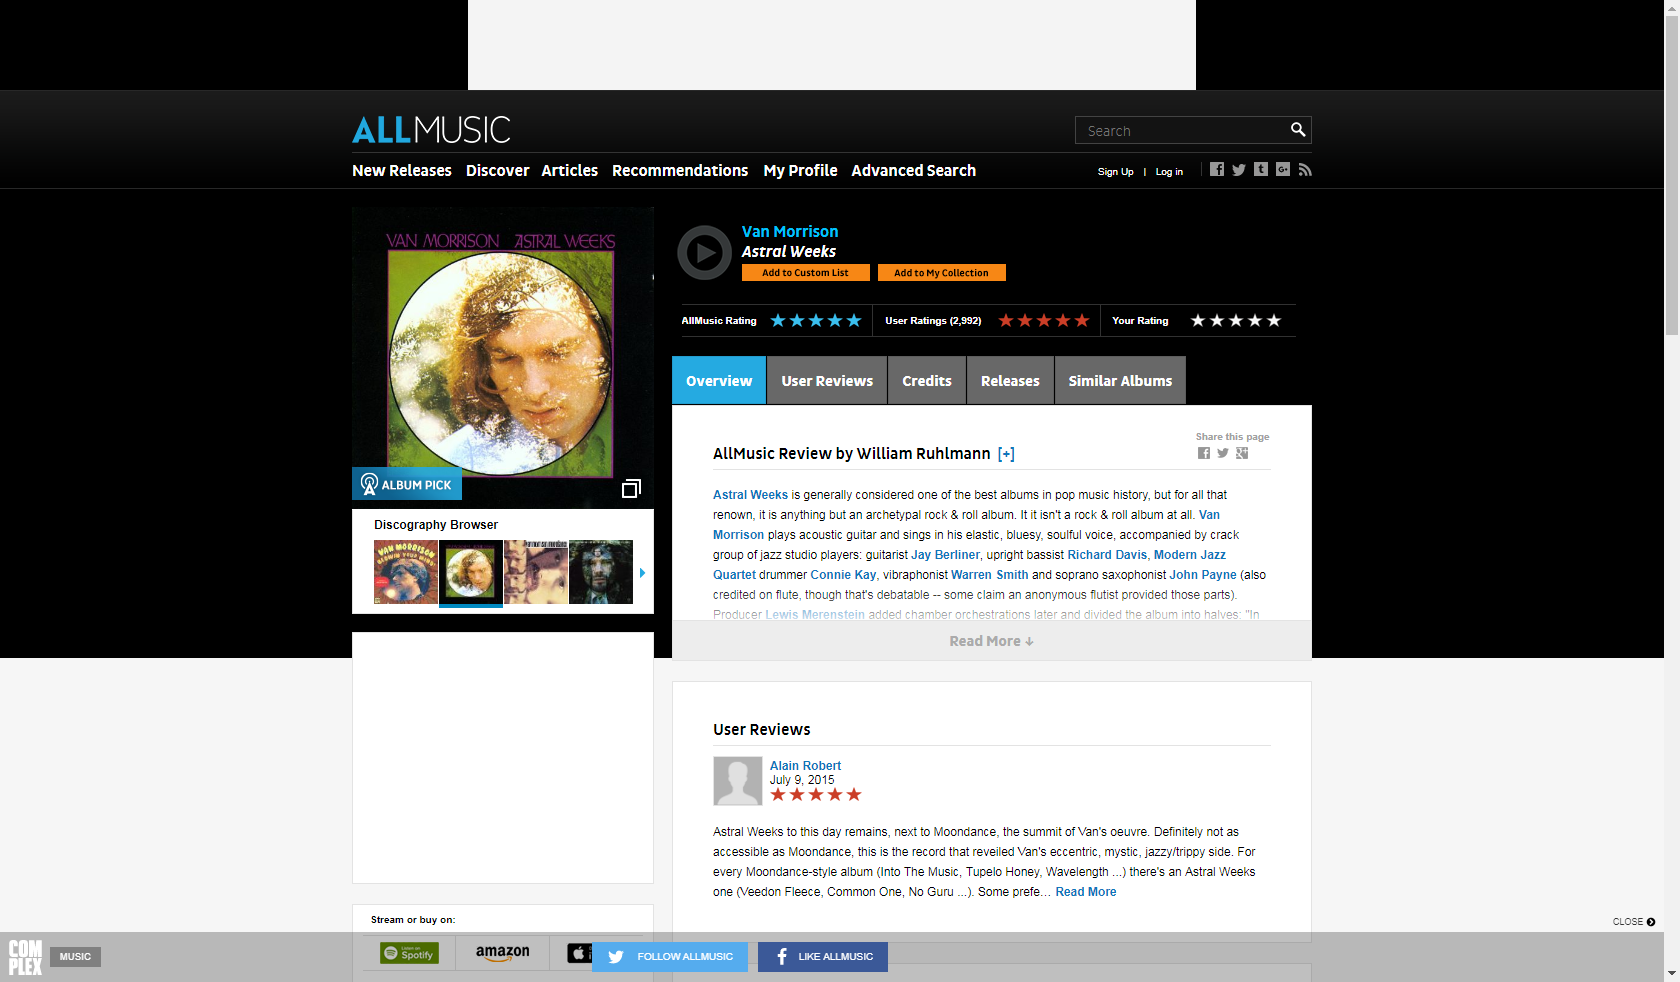 ALLMUSIC
Search
New Releases Discover Articles Recommendations My Profile Advanced Search
Sign Up | Log in
VAN MORRISON ASTRAL WEEKS
ALBUM PICK
Van Morrison
Astral Weeks
Add to Custom List Add to My Collection
AllMusic Rating User Ratings (2,992) Your Rating
Overview User Reviews Credits Releases Similar Albums
Discography Browser
VAN MORRISON
Share this page
AllMusic Review by William Ruhlmann [+]
Astral Weeks is generally considered one of the best albums in pop music history, but for all that
renown, it is anything but an archetypal rock & roll album. It it isn't a rock & roll album at all. Van
Morrison plays acoustic guitar and sings in his elastic, bluesy, soulful voice, accompanied by crack
group of jazz studio players: guitarist Jay Berliner, upright bassist Richard Davis, Modern Jazz
Quartet drummer Connie Kay, vibraphonist Warren Smith and soprano saxophonist John Payne (also
credited on flute, though that's debatable -- some claim an anonymous flutist provided those parts).
Producer Lewis Merenstein added chamber orchestrations later and divided the album into halves: "In
Read More ↓
User Reviews
Alain Robert
July 9, 2015
Astral Weeks to this day remains, next to Moondance, the summit of Van's oeuvre. Definitely not as
accessible as Moondance, this is the record that reveiled Van's eccentric, mystic, jazzy/trippy side. For
every Moondance-style album (Into The Music, Tupelo Honey, Wavelength ...) there's an Astral Weeks
one (Veedon Fleece, Common One, No Guru ...). Some prefe... Read More
Stream or buy on:
Listen on
Spotify
amazon
CLOSE
COM
PLEX
MUSIC
FOLLOW ALLMUSIC
LIKE ALLMUSIC